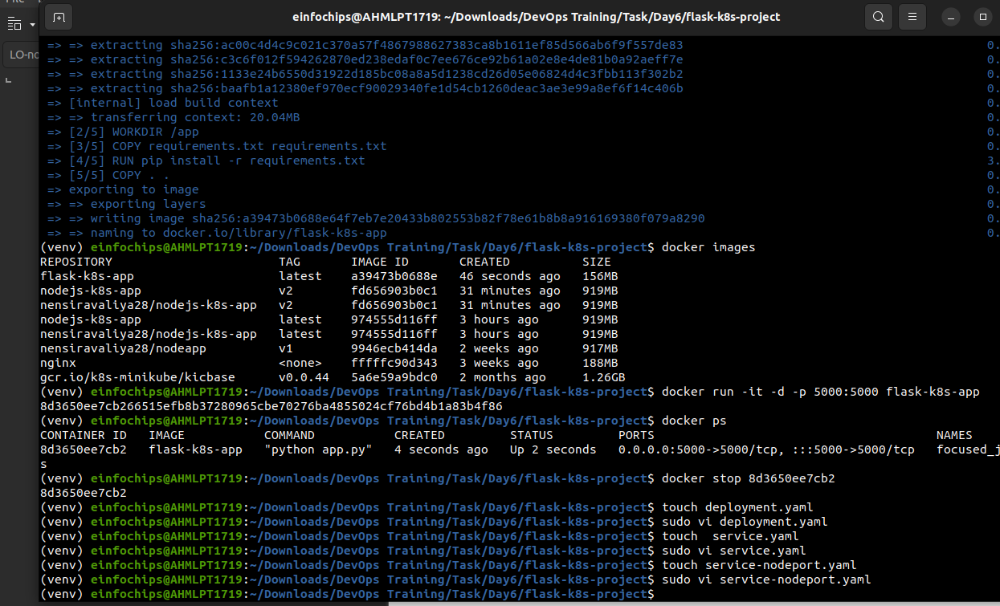 einfochips@AHMLPT1719: ~/Downloads/DevOps Training/Task/Day6/flask-k8s-project
LO-no
=> => extracting sha256:ac00c4d4c9c021c370a57f4867988627383ca8b1611ef85d566ab6f9f557de83 0.
=> => extracting sha256:c3c6f012f594262870ed238edaf0c7ee676ce92b61a02e8e4de81b0a92aeff7e 0.
=> => extracting sha256:1133e24b6550d31922d185bc08a8a5d1238cd26d05e06824d4c3fbb113f302b2 0.
=> => extracting sha256:baafb1a12380ef970ecf90029340fe1d54cb1260deac3ae3e99a8ef6f14c406b 0.
=> [internal] load build context 0.
=> => transferring context: 20.04MB 0.
=> [2/5] WORKDIR /app 0.
=> [3/5] COPY requirements.txt requirements.txt 0.
=> [4/5] RUN pip install -r requirements.txt 3.
=> [5/5] COPY . . 0.
=> exporting to image 0.
=> => exporting layers 0.
=> => writing image sha256:a39473b0688e64f7eb7e20433b802553b82f78e61b8b8a916169380f079a8290 0.
=> => naming to docker.io/library/flask-k8s-app 0.
(venv) einfochips@AHMLPT1719:~/Downloads/DevOps Training/Task/Day6/flask-k8s-project$ docker images
REPOSITORY TAG IMAGE ID CREATED SIZE
flask-k8s-app latest a39473b0688e 46 seconds ago 156MB
nodejs-k8s-app v2 fd656903b0c1 31 minutes ago 919MB
nensiravaliya28/nodejs-k8s-app v2 fd656903b0c1 31 minutes ago 919MB
nodejs-k8s-app latest 974555d116ff 3 hours ago 919MB
nensiravaliya28/nodejs-k8s-app latest 974555d116ff 3 hours ago 919MB
nensiravaliya28/nodeapp v1 9946ecb414da 2 weeks ago 917MB
nginx <none> fffffc90d343 3 weeks ago 188MB
gcr.io/k8s-minikube/kicbase v0.0.44 5a6e59a9bdc0 2 months ago 1.26GB
(venv) einfochips@AHMLPT1719:~/Downloads/DevOps Training/Task/Day6/flask-k8s-project$ docker run -it -d -p 5000:5000 flask-k8s-app
8d3650ee7cb266515efb8b37280965cbe70276ba4855024cf76bd4b1a83b4f86
(venv) einfochips@AHMLPT1719:~/Downloads/DevOps Training/Task/Day6/flask-k8s-project$ docker ps
CONTAINER ID IMAGE COMMAND CREATED STATUS PORTS NAMES
8d3650ee7cb2 flask-k8s-app "python app.py" 4 seconds ago Up 2 seconds 0.0.0.0:5000->5000/tcp, :::5000->5000/tcp focused_j
s
(venv) einfochips@AHMLPT1719:~/Downloads/DevOps Training/Task/Day6/flask-k8s-project$ docker stop 8d3650ee7cb2
8d3650ee7cb2
(venv) einfochips@AHMLPT1719:~/Downloads/DevOps Training/Task/Day6/flask-k8s-project$ touch deployment.yaml
(venv) einfochips@AHMLPT1719:~/Downloads/DevOps Training/Task/Day6/flask-k8s-project$ sudo vi deployment.yaml
(venv) einfochips@AHMLPT1719:~/Downloads/DevOps Training/Task/Day6/flask-k8s-project$ touch  service.yaml
(venv) einfochips@AHMLPT1719:~/Downloads/DevOps Training/Task/Day6/flask-k8s-project$ sudo vi service.yaml
(venv) einfochips@AHMLPT1719:~/Downloads/DevOps Training/Task/Day6/flask-k8s-project$ touch service-nodeport.yaml
(venv) einfochips@AHMLPT1719:~/Downloads/DevOps Training/Task/Day6/flask-k8s-project$ sudo vi service-nodeport.yaml
(venv) einfochips@AHMLPT1719:~/Downloads/DevOps Training/Task/Day6/flask-k8s-project$